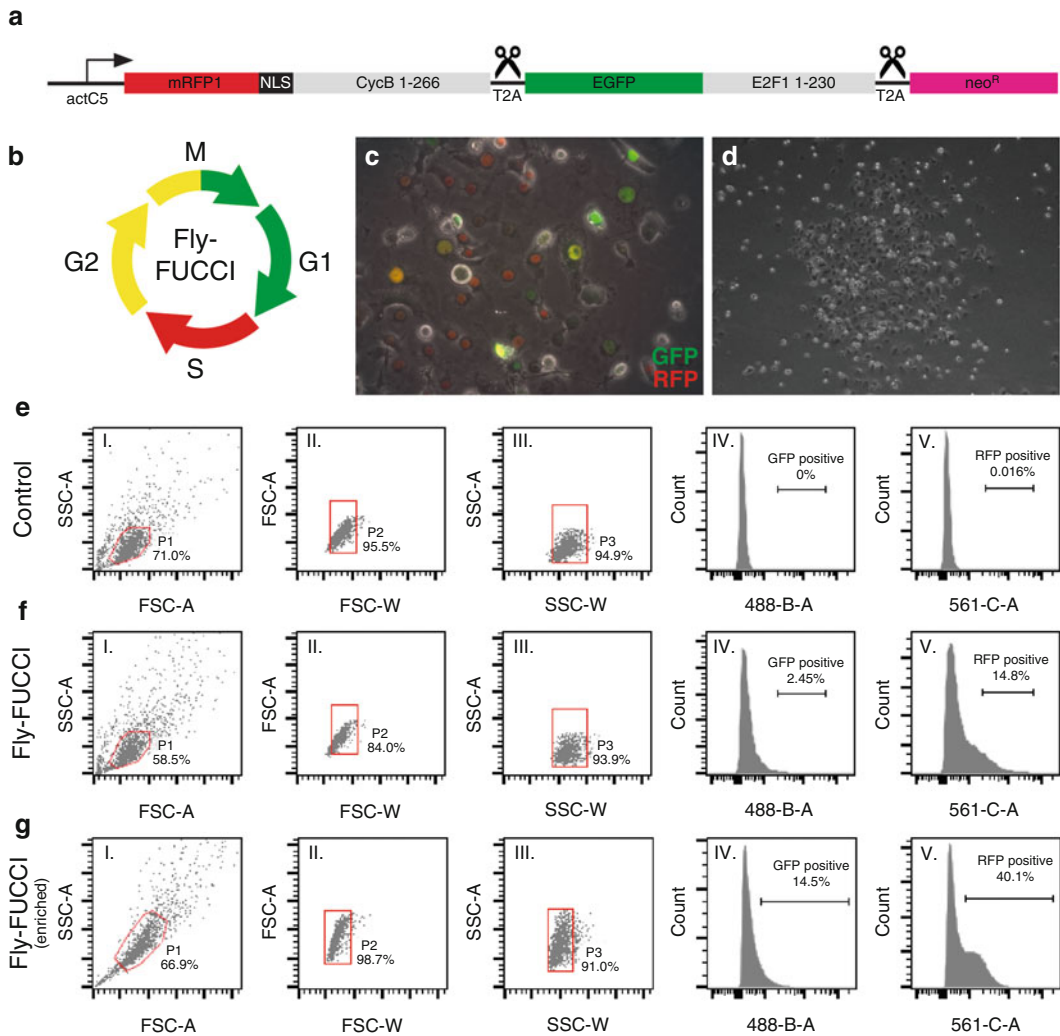 a
actC5
mRFP1
NLS
CycB 1-266
T2A
EGFP
E2F1 1-230
T2A
neoR
b
M
G1
S
G2
Fly-
FUCCI
c
GFP
RFP
d
e
Control
I.
SSC-A
P1
71.0%
FSC-A
II.
FSC-A
P2
95.5%
FSC-W
III.
SSC-A
P3
94.9%
SSC-W
IV.
Count
GFP positive
0%
488-B-A
V.
Count
RFP positive
0.016%
561-C-A
f
Fly-FUCCI
I.
SSC-A
P1
58.5%
FSC-A
II.
FSC-A
P2
84.0%
FSC-W
III.
SSC-A
P3
93.9%
SSC-W
IV.
Count
GFP positive
2.45%
488-B-A
V.
Count
RFP positive
14.8%
561-C-A
g
Fly-FUCCI
(enriched)
I.
SSC-A
P1
66.9%
FSC-A
II.
FSC-A
P2
98.7%
FSC-W
III.
SSC-A
P3
91.0%
SSC-W
IV.
Count
GFP positive
14.5%
488-B-A
V.
Count
RFP positive
40.1%
561-C-A